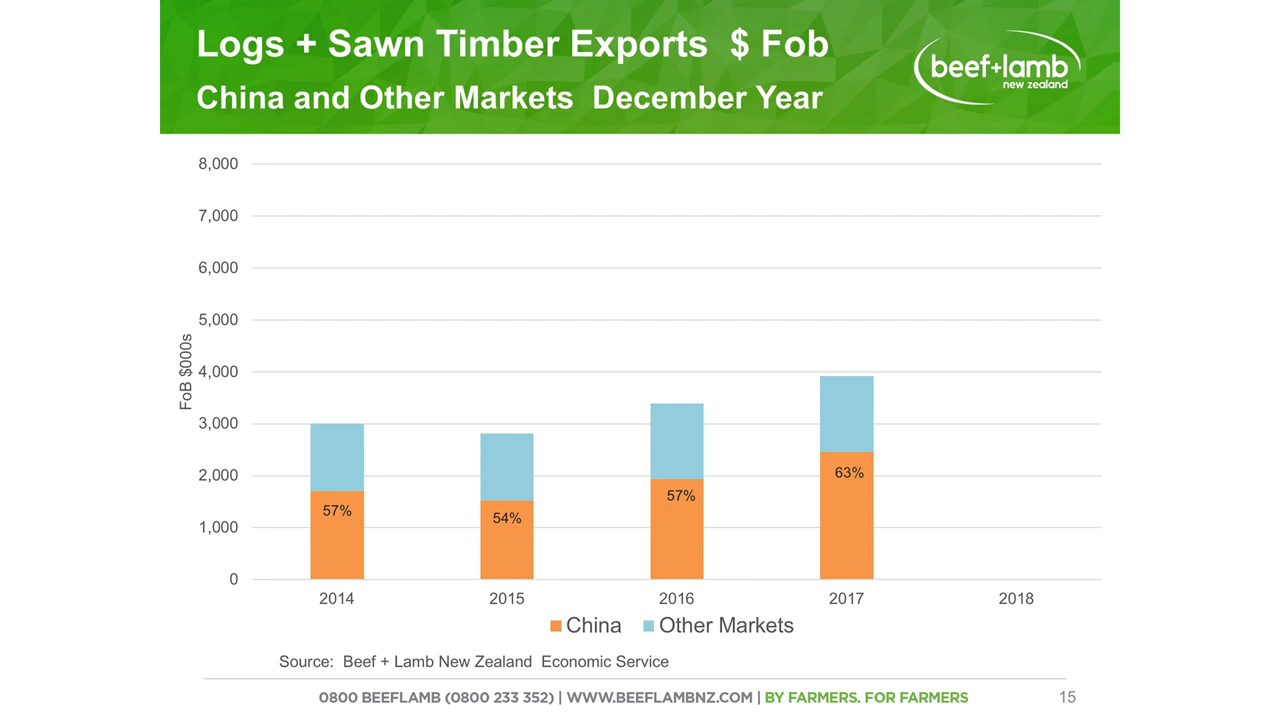 Logs + Sawn Timber Exports $ Fob
China and Other Markets December Year
beef+lamb
new zealand
8,000
7,000
6,000
5,000
4,000
3,000
2,000
1,000
0
FoB $000s
57%
54%
57%
63%
2014 2015 2016 2017 2018
China Other Markets
Source: Beef + Lamb New Zealand Economic Service
0800 BEEFLAMB (0800 233 352) | WWW.BEEFLAMBNZ.COM | BY FARMERS. FOR FARMERS 15